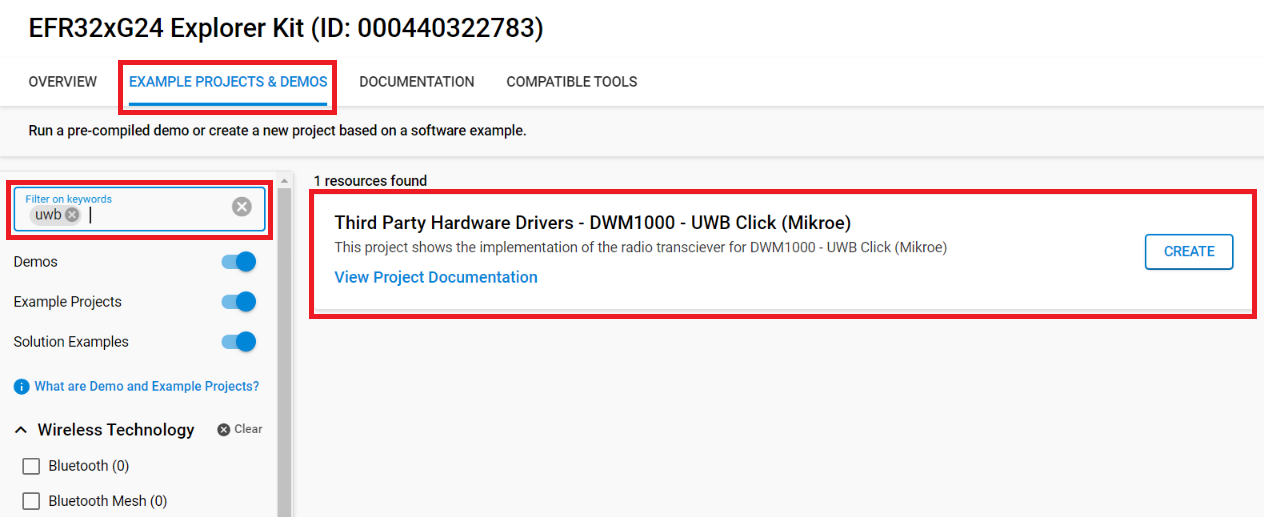 EFR32xG24 Explorer Kit (ID: 000440322783)
OVERVIEW EXAMPLE PROJECTS & DEMOS DOCUMENTATION COMPATIBLE TOOLS
Run a pre-compiled demo or create a new project based on a software example.
Filter on keywords
uwb
Demos
Example Projects
Solution Examples
What are Demo and Example Projects?
Wireless Technology Clear
Bluetooth (0)
Bluetooth Mesh (0)
1 resources found
Third Party Hardware Drivers - DWM1000 - UWB Click (Mikroe)
This project shows the implementation of the radio transciever for DWM1000 - UWB Click (Mikroe)
View Project Documentation
CREATE